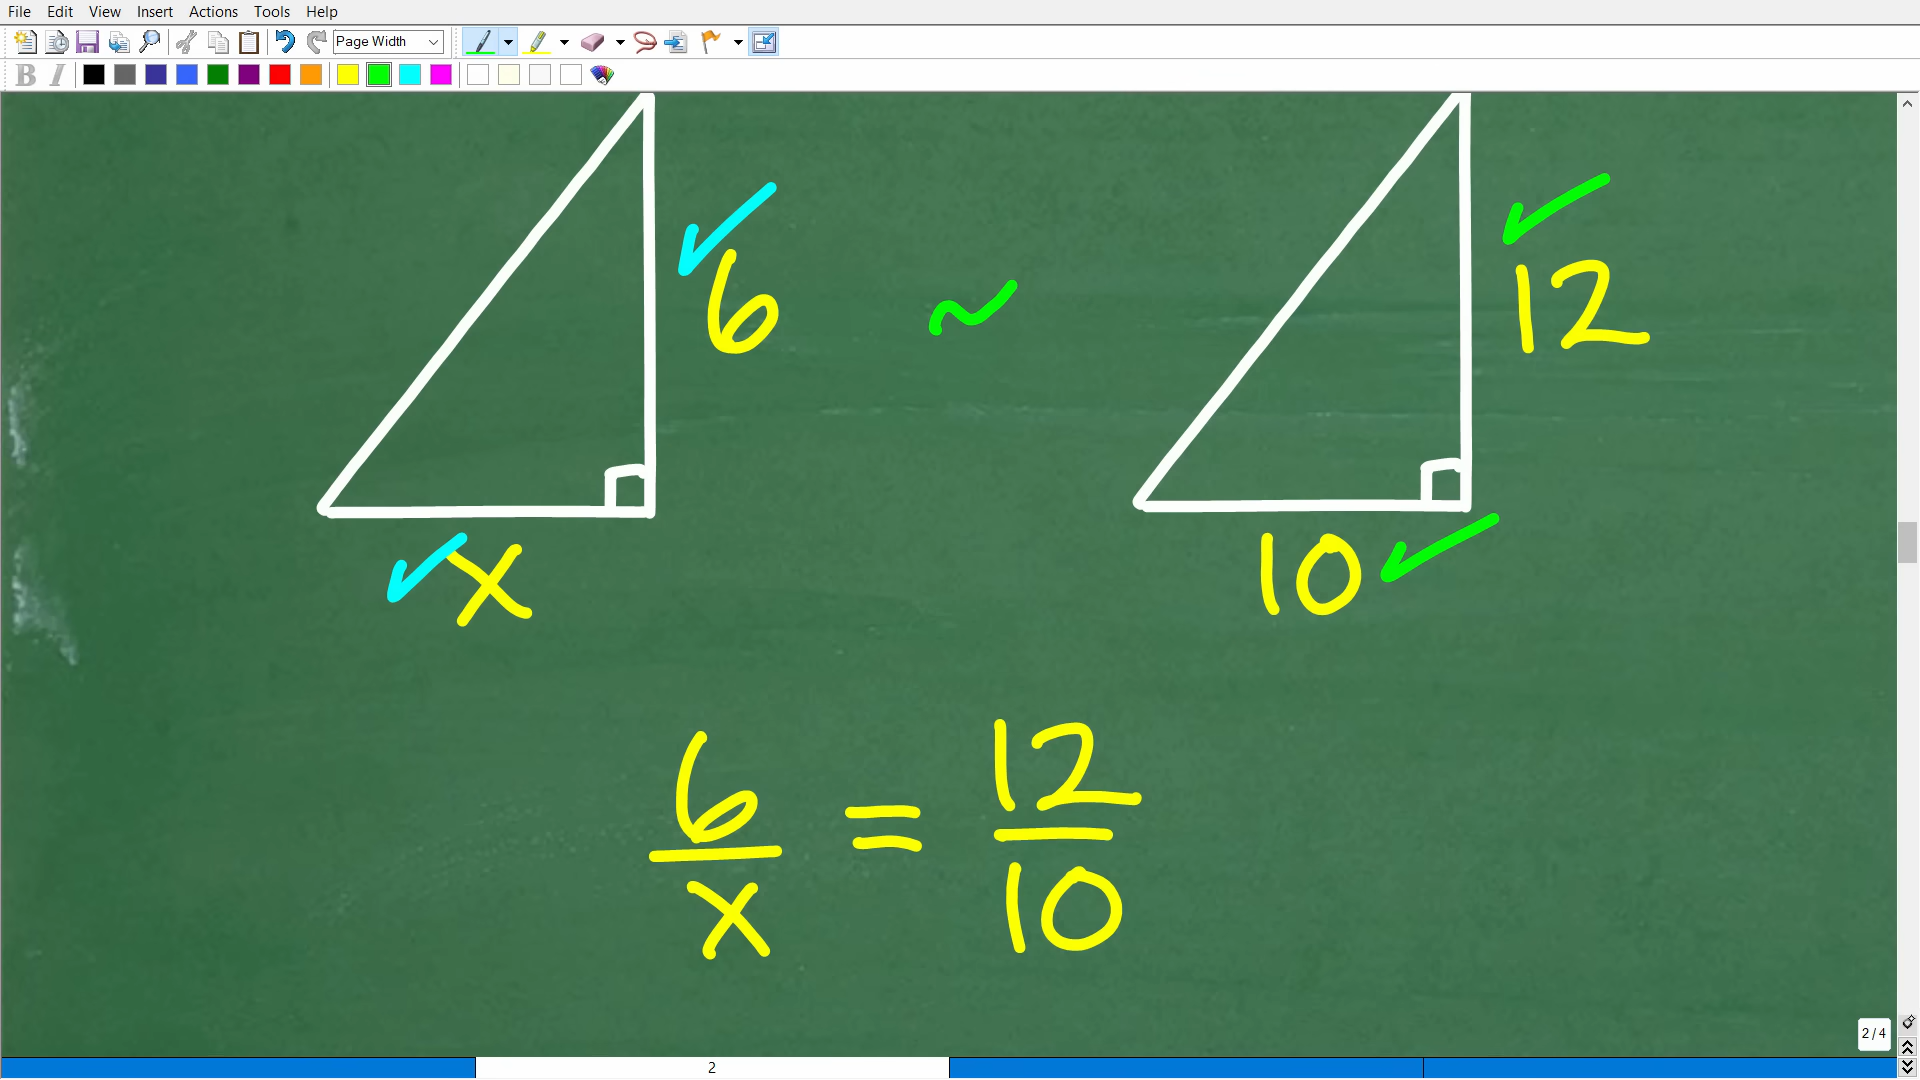 File Edit View Insert Actions Tools Help
Page Width
B I
6 ~ 12
x 10
6/x = 12/10
2 / 4
2